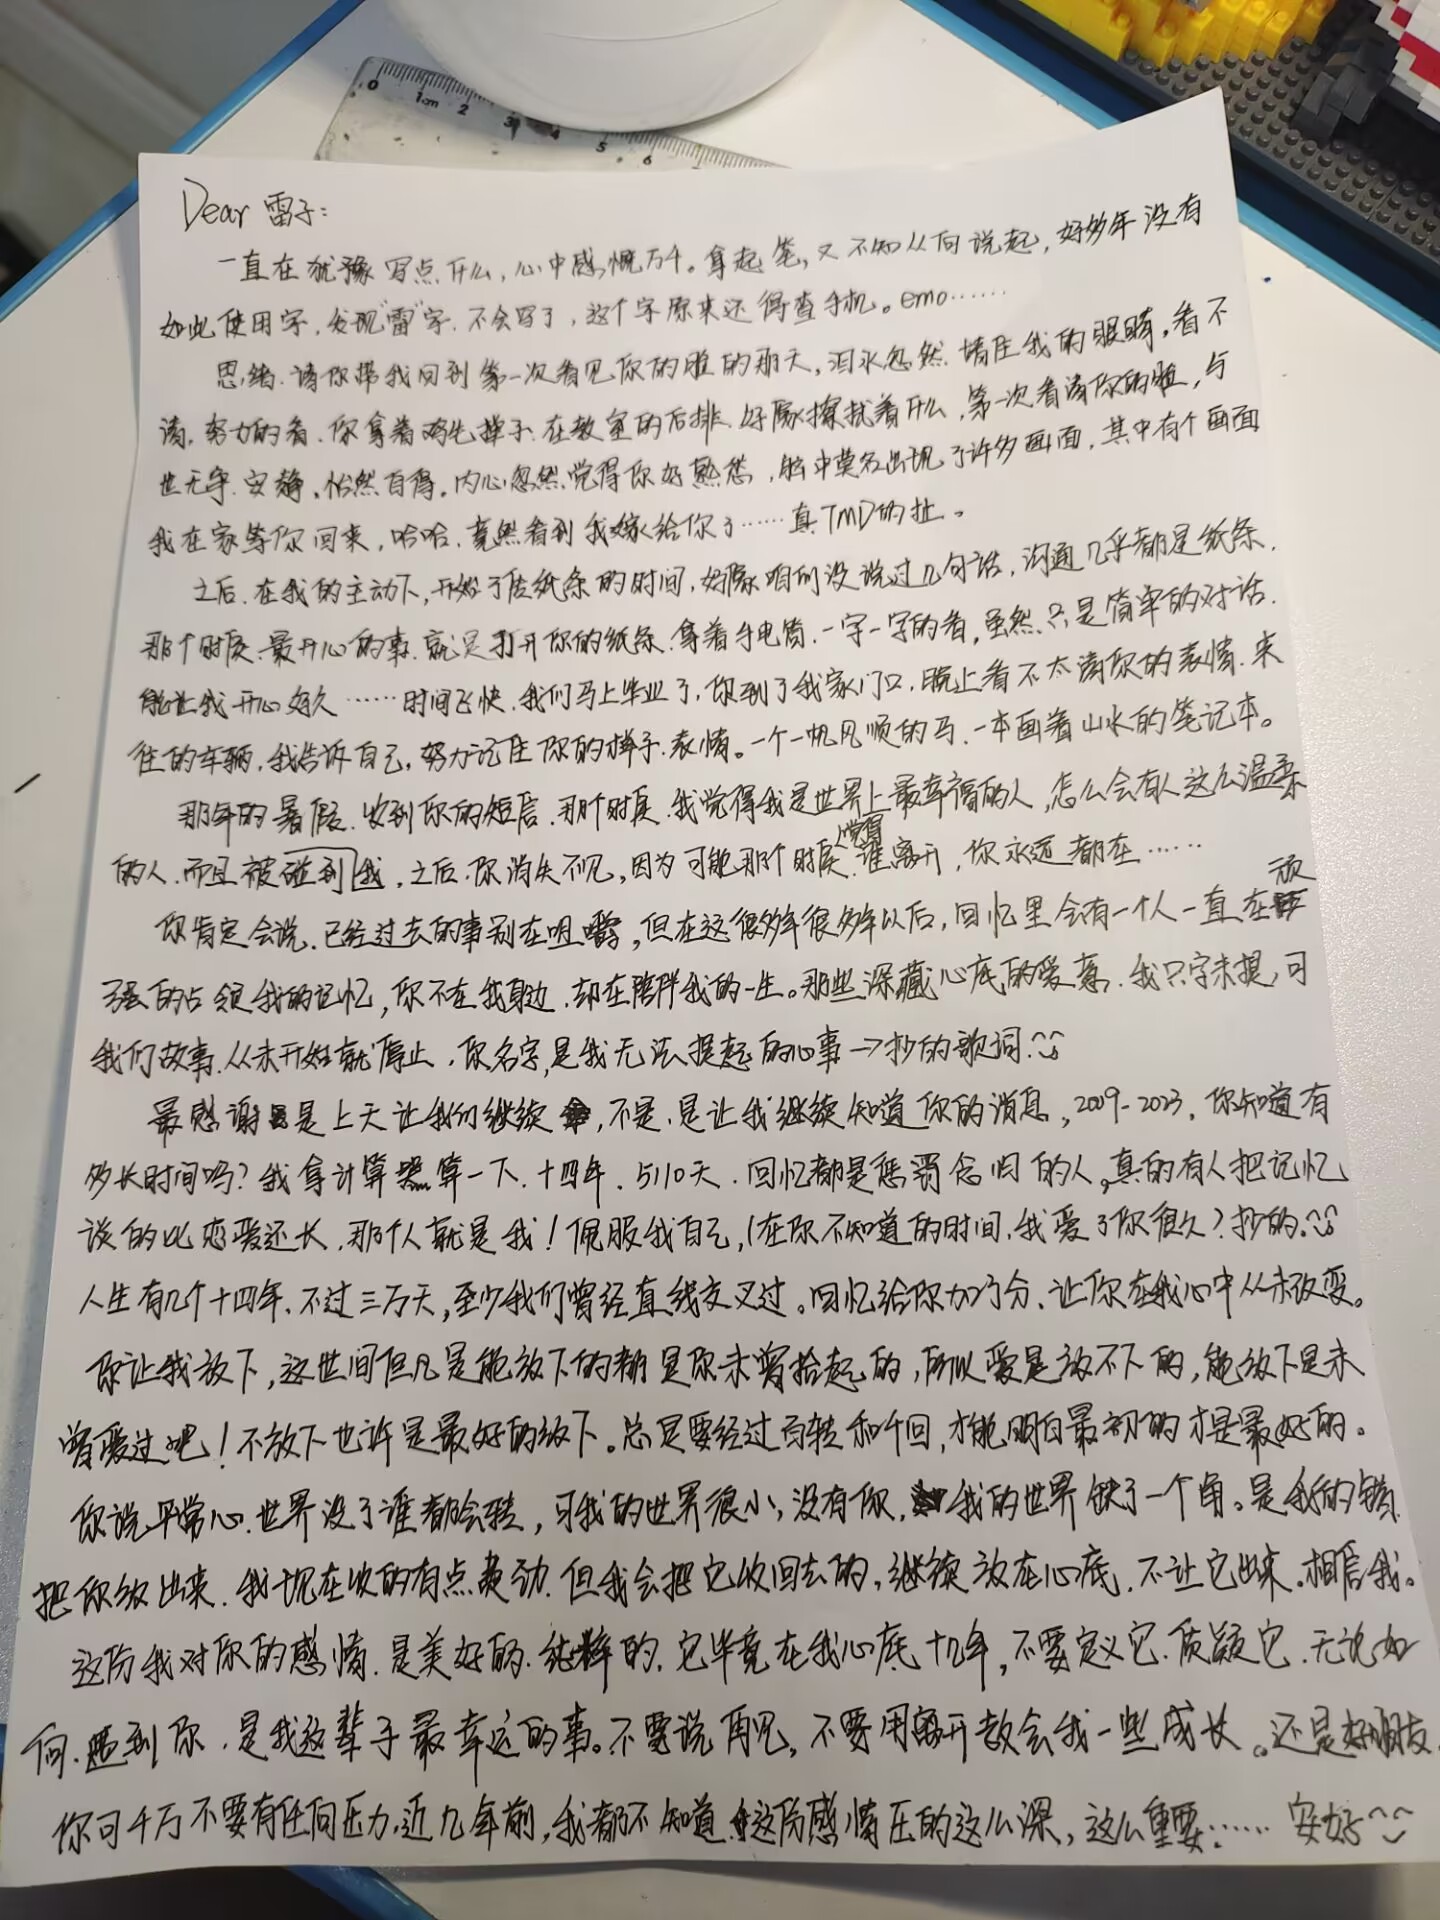 0 1cm 2 3 4 5 6
Dear 雷子：
一直在犹豫写点什么，心中感慨万千。拿起笔，又不知从何说起，好多年没有
如此使用字，发现"雷"字，不会写了，这个字原来还得查手机。emo……
思绪，请你带我回到第一次看见你的脸的那天，泪水忽然堵住我的眼睛，看不
清，努力的看，你拿着鸡毛掸子，在教室的后排，好像打扰着什么，第一次看清你的脸，与
世无争，安静，怡然自得。内心忽然觉得你好熟悉，脑中莫名出现了许多画面，其中有个画面
我在家等你回来，哈哈，竟然看到我嫁给你了……真TMD的扯。
之后，在我的主动下，开始了传纸条的时间，好像咱们没说过几句话，沟通几乎都是纸条，
那个时候，最开心的事，就是打开你的纸条，拿着手电筒，一字一字的看，虽然只是简单的对话，
能让我开心好久……时间飞快，我们马上毕业了，你到了我家门口，晚上看不太清你的表情，来
往的车辆，我告诉自己，努力记住你的样子、表情。一个一帆风顺的马，一本画着山水的笔记本。
那年的暑假，收到你的短信，那个时候，我觉得我是世界上最幸福的人，怎么会有人这么温柔
的人，而且被我碰到，之后，你消失不见，因为可能那个时候，觉得谁离开，你永远都在……
你肯定会说，已经过去的事别在咀嚼，但在这很多年很多年以后，回忆里会有一个人一直在顽
强的占领我的记忆，你不在我身边，却在陪伴我的一生。那些深藏心底的爱慕，我只字未提，可
我们故事，从未开始就停止，你名字，是我无法提起的心事→抄的歌词。
最感谢是上天让我们继续，不是，是让我继续知道你的消息，2009-2023，你知道有
多长时间吗？我拿计算器算一下，十四年，5110天，回忆都是惩罚念旧的人，真的有人把记忆
谈的比恋爱还长，那个人就是我！佩服我自己，（在你不知道的时间，我爱了你很久？抄的。
人生有几个十四年，不过三万天，至少我们曾经直线交叉过。回忆给你加了分，让你在我心中从未改变。
你让我放下，这世间但凡是能放下的都是你未曾拾起的，所以爱是放不下的，能放下是未
曾爱过吧！不放下也许是最好的放下。总是要经过百转和千回，才能明白最初的才是最好的。
你说平常心，世界没了谁都会转，可我的世界很小，没有你，我的世界缺了一个角。是我的错，
把你放出来，我现在收的有点费劲，但我会把它收回去的，继续放在心底，不让它出来，相信我。
这份我对你的感情，是美好的，纯粹的，它毕竟在我心底十几年，不要定义它，质疑它，无论如
何，遇到你，是我这辈子最幸运的事。不要说再见，不要用离开教会我一些成长。还是好朋友，
你可千万不要有任何压力，近几年前，我都不知道这份感情压的这么深，这么重要……安好